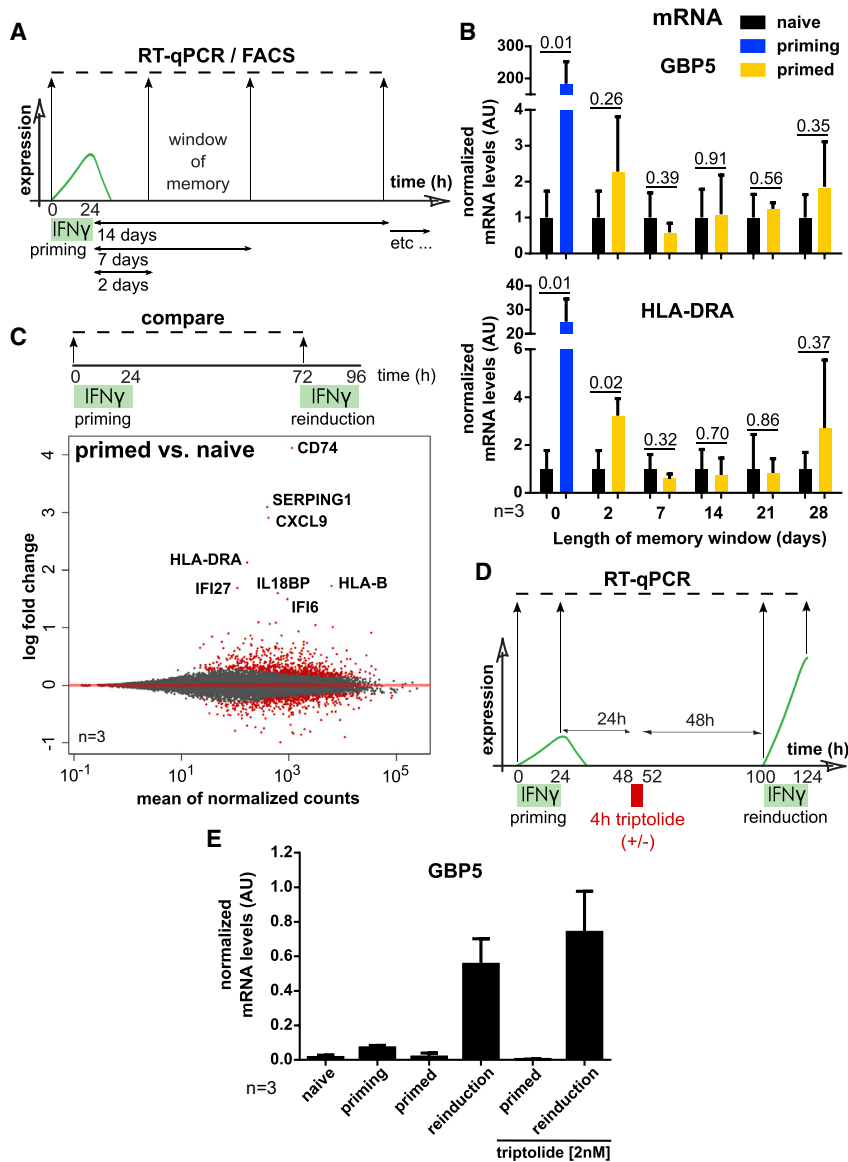 A
RT-qPCR / FACS
expression
window
of
memory
time (h)
0 24
IFNγ
priming
14 days
7 days
2 days
etc ...
B
mRNA
naive
priming
primed
GBP5
normalized
mRNA levels (AU)
300
200
4
3
2
1
0
0.01
0.26
0.39
0.91
0.56
0.35
HLA-DRA
normalized
mRNA levels (AU)
40
30
20
10
6
4
2
0
0.01
0.02
0.32
0.70
0.86
0.37
n=3
0 2 7 14 21 28
Length of memory window (days)
C
compare
0 24 72 96 time (h)
IFNγ IFNγ
priming reinduction
primed vs. naive
CD74
SERPING1
CXCL9
HLA-DRA
IFI27
IL18BP
HLA-B
IFI6
log fold change
4
3
2
1
0
-1
n=3
10-1 101 103 105
mean of normalized counts
D
RT-qPCR
expression
24h 48h
time (h)
0 24 48 52 100 124
IFNγ IFNγ
priming
4h triptolide
(+/-)
reinduction
E
GBP5
normalized
mRNA levels (AU)
1.2
1.0
0.8
0.6
0.4
0.2
0.0
n=3
naive
priming
primed
reinduction
primed
reinduction
triptolide [2nM]